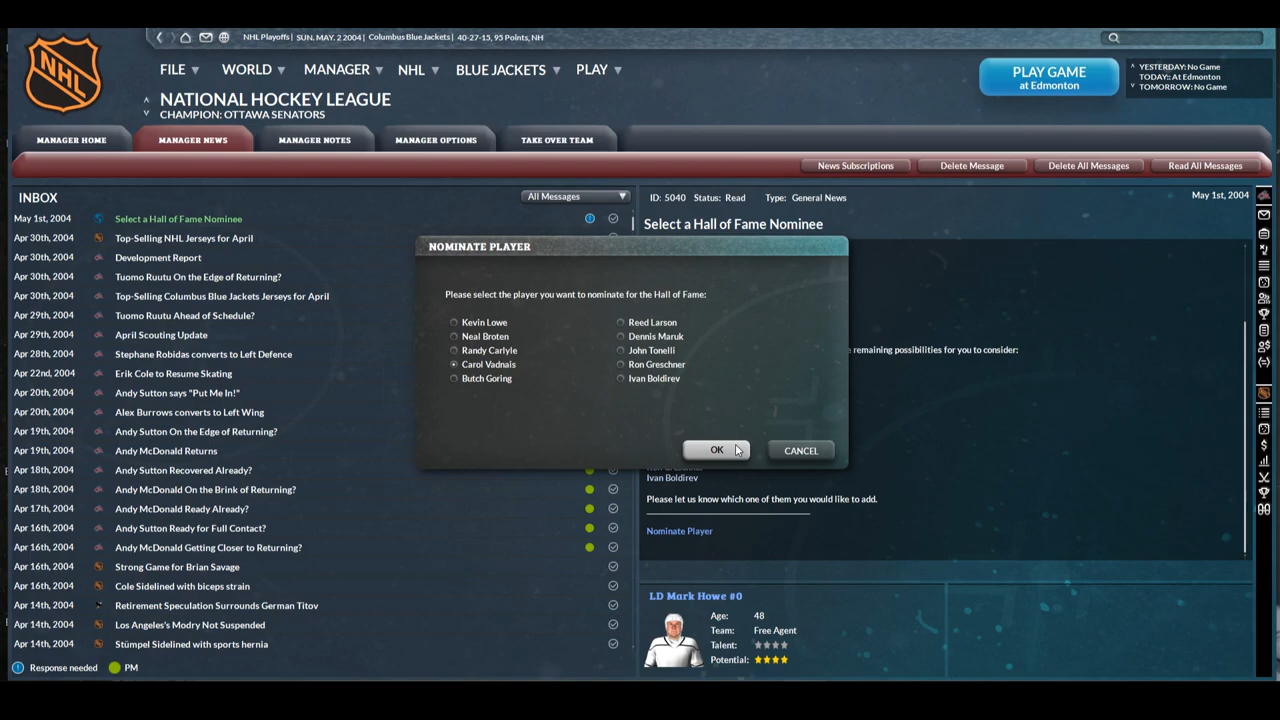 NHL
NHL Playoffs | SUN. MAY. 2 2004 | Columbus Blue Jackets | 40-27-15, 95 Points, NH
FILE WORLD MANAGER NHL BLUE JACKETS PLAY
PLAY GAME
at Edmonton
YESTERDAY: No Game
TODAY:: At Edmonton
TOMORROW: No Game
NATIONAL HOCKEY LEAGUE
CHAMPION: OTTAWA SENATORS
MANAGER HOME MANAGER NEWS MANAGER NOTES MANAGER OPTIONS TAKE OVER TEAM
News Subscriptions Delete Message Delete All Messages Read All Messages
INBOX All Messages
May 1st, 2004 Select a Hall of Fame Nominee
Apr 30th, 2004 Top-Selling NHL Jerseys for April
Apr 30th, 2004 Development Report
Apr 30th, 2004 Tuomo Ruutu On the Edge of Returning?
Apr 30th, 2004 Top-Selling Columbus Blue Jackets Jerseys for April
Apr 29th, 2004 Tuomo Ruutu Ahead of Schedule?
Apr 29th, 2004 April Scouting Update
Apr 28th, 2004 Stephane Robidas converts to Left Defence
Apr 22nd, 2004 Erik Cole to Resume Skating
Apr 20th, 2004 Andy Sutton says "Put Me In!"
Apr 20th, 2004 Alex Burrows converts to Left Wing
Apr 19th, 2004 Andy Sutton On the Edge of Returning?
Apr 19th, 2004 Andy McDonald Returns
Apr 18th, 2004 Andy Sutton Recovered Already?
Apr 18th, 2004 Andy McDonald On the Brink of Returning?
Apr 17th, 2004 Andy McDonald Ready Already?
Apr 16th, 2004 Andy Sutton Ready for Full Contact?
Apr 16th, 2004 Andy McDonald Getting Closer to Returning?
Apr 16th, 2004 Strong Game for Brian Savage
Apr 16th, 2004 Cole Sidelined with biceps strain
Apr 14th, 2004 Retirement Speculation Surrounds German Titov
Apr 14th, 2004 Los Angeles's Modry Not Suspended
Apr 14th, 2004 Stümpel Sidelined with sports hernia
Response needed PM
ID: 5040 Status: Read Type: General News May 1st, 2004
Select a Hall of Fame Nominee
NOMINATE PLAYER
Please select the player you want to nominate for the Hall of Fame:
Kevin Lowe Reed Larson
Neal Broten Dennis Maruk
Randy Carlyle John Tonelli
Carol Vadnais Ron Greschner
Butch Goring Ivan Boldirev
OK CANCEL
remaining possibilities for you to consider:
Ivan Boldirev
Please let us know which one of them you would like to add.
Nominate Player
LD Mark Howe #0
Age: 48
Team: Free Agent
Talent:
Potential: